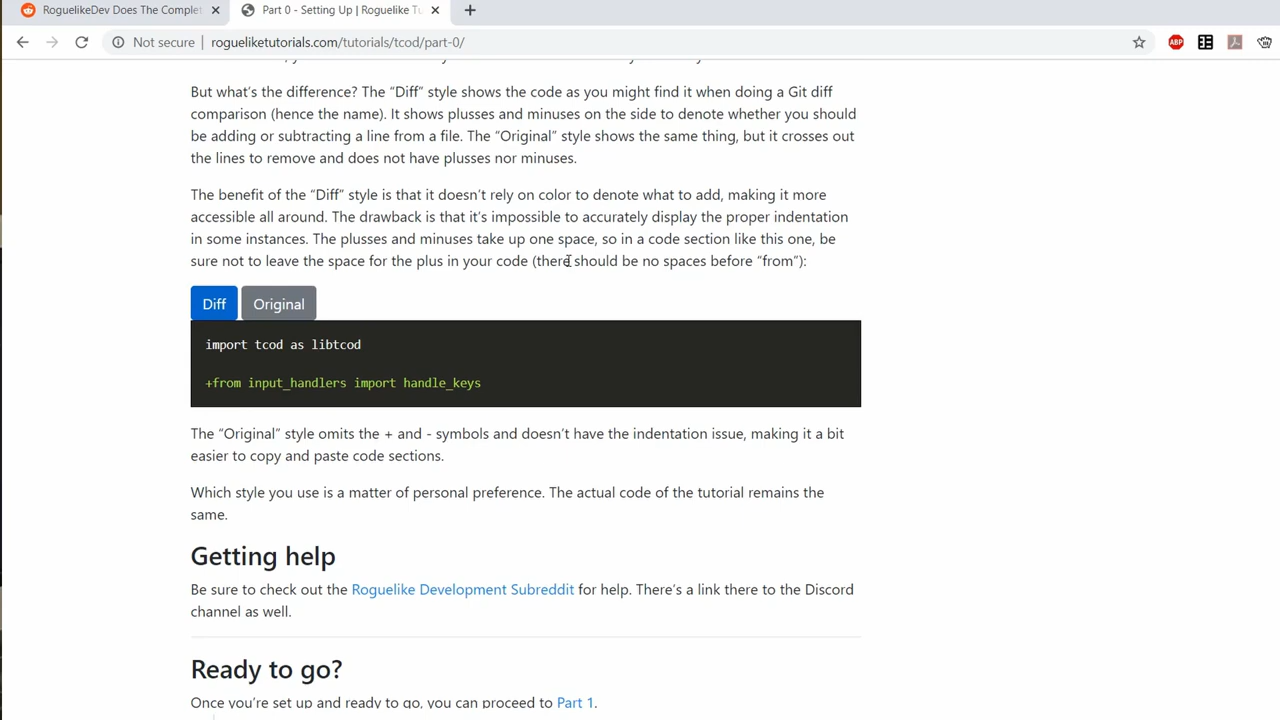 RoguelikeDev Does The Complet
Part 0 - Setting Up | Roguelike Tu
Not secure | rogueliketutorials.com/tutorials/tcod/part-0/
ABP
But what's the difference? The “Diff” style shows the code as you might find it when doing a Git diff
comparison (hence the name). It shows plusses and minuses on the side to denote whether you should
be adding or subtracting a line from a file. The “Original” style shows the same thing, but it crosses out
the lines to remove and does not have plusses nor minuses.
The benefit of the “Diff” style is that it doesn't rely on color to denote what to add, making it more
accessible all around. The drawback is that it's impossible to accurately display the proper indentation
in some instances. The plusses and minuses take up one space, so in a code section like this one, be
sure not to leave the space for the plus in your code (there should be no spaces before “from”):
Diff Original
import tcod as libtcod
+from input_handlers import handle_keys
The “Original” style omits the + and - symbols and doesn't have the indentation issue, making it a bit
easier to copy and paste code sections.
Which style you use is a matter of personal preference. The actual code of the tutorial remains the
same.
Getting help
Be sure to check out the Roguelike Development Subreddit for help. There's a link there to the Discord
channel as well.
Ready to go?
Once you're set up and ready to go, you can proceed to Part 1.